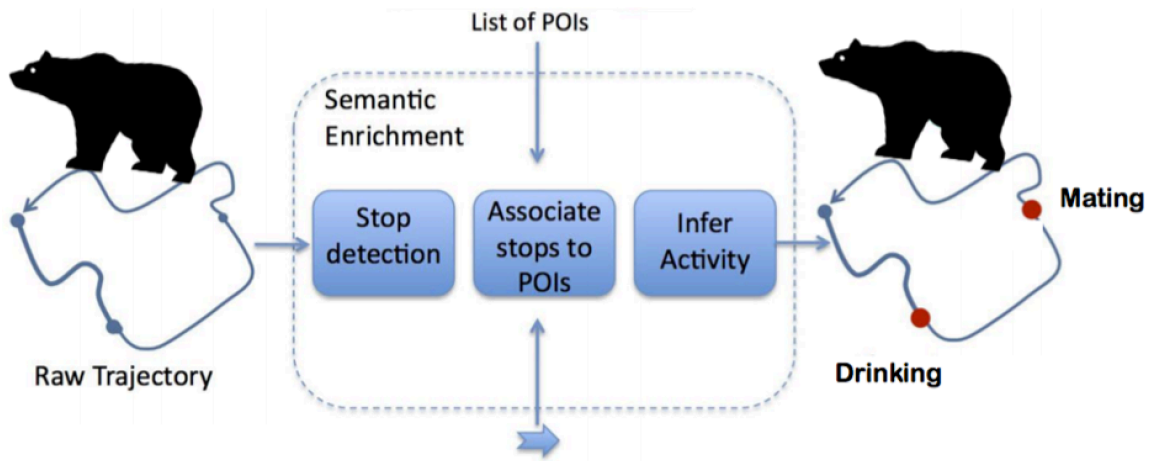 List of POIs
Semantic
Enrichment
Stop
detection
Associate
stops to
POIs
Infer
Activity
Mating
Raw Trajectory
Drinking